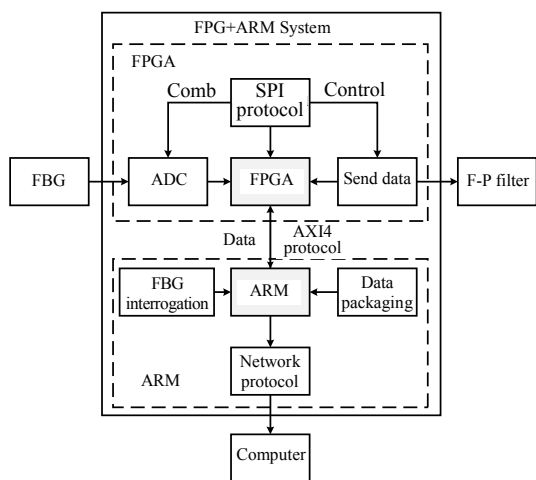 FPG+ARM System
FPGA
Comb
SPI
protocol
Control
FBG
ADC
FPGA
Send data
F-P filter
Data
AXI4
protocol
FBG
interrogation
ARM
Data
packaging
Network
protocol
ARM
Computer